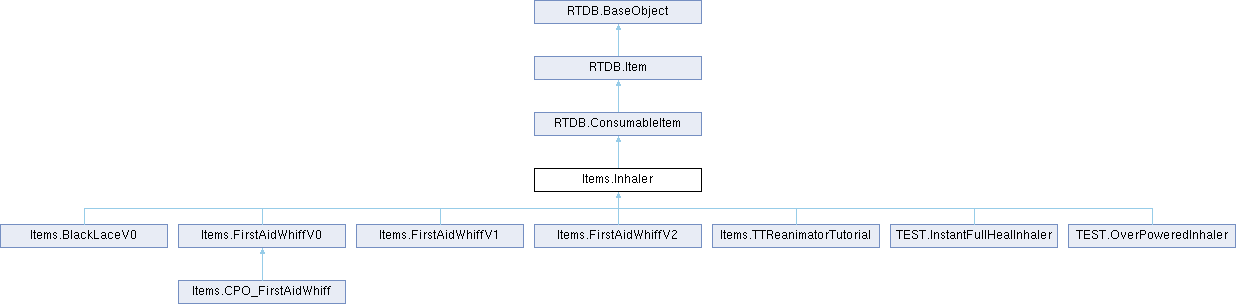 RTDB.BaseObject
RTDB.Item
RTDB.ConsumableItem
Items.Inhaler
Items.BlackLaceV0
Items.FirstAidWhiffV0
Items.FirstAidWhiffV1
Items.FirstAidWhiffV2
Items.TTReanimatorTutorial
TEST.InstantFullHealInhaler
TEST.OverPoweredInhaler
Items.CPO_FirstAidWhiff